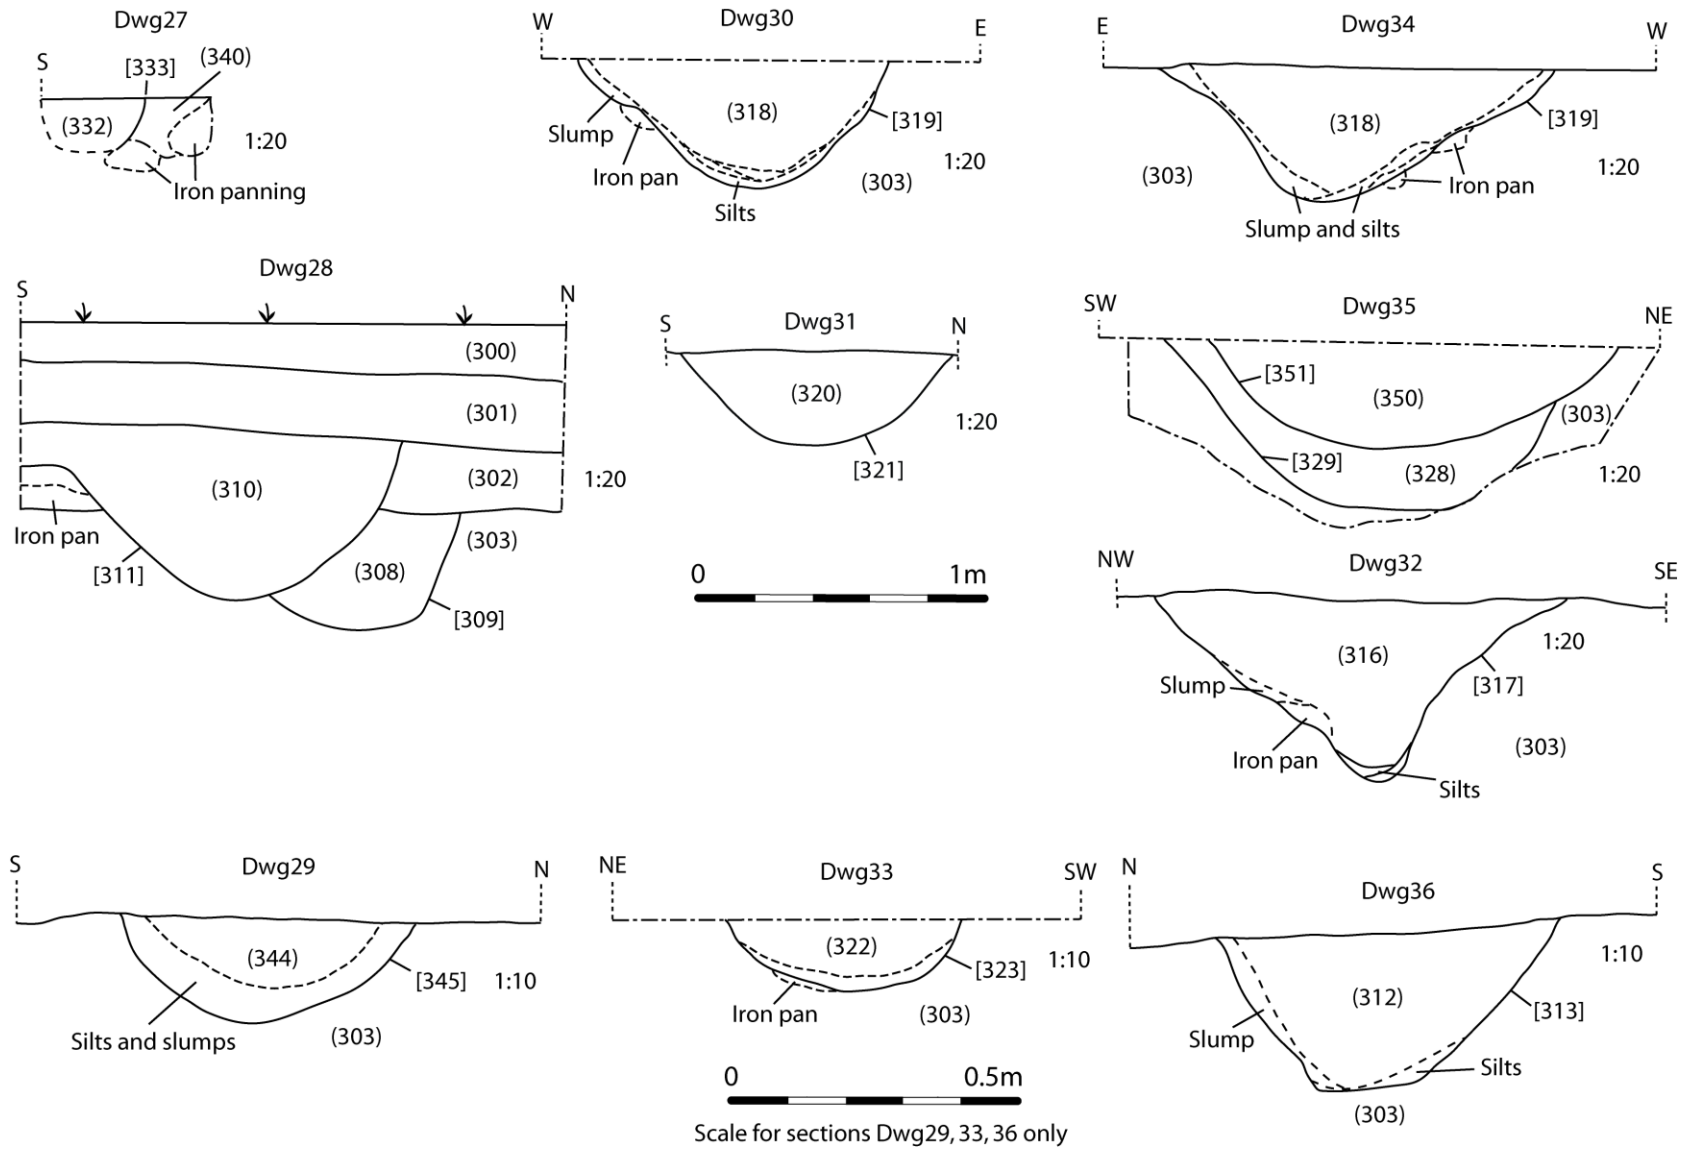 Dwg27
S
[333]
(340)
(332)
1:20
Iron panning
Dwg30
W
E
(318)
Slump
[319]
Iron pan
1:20
(303)
Silts
Dwg34
E
W
(318)
[319]
(303)
1:20
Iron pan
Slump and silts
Dwg28
S
N
(300)
(301)
(302)
(310)
1:20
Iron pan
(303)
[311]
(308)
[309]
Dwg31
S
N
(320)
1:20
[321]
Dwg35
SW
NE
[351]
(350)
(303)
[329]
(328)
1:20
0
1m
Dwg32
NW
SE
(316)
1:20
Slump
[317]
Iron pan
(303)
Silts
Dwg29
S
N
(344)
[345]
1:10
Silts and slumps
(303)
Dwg33
NE
SW
(322)
1:10
[323]
Iron pan
(303)
Dwg36
N
S
1:10
(312)
[313]
Slump
Silts
(303)
0
0.5m
Scale for sections Dwg29, 33, 36 only